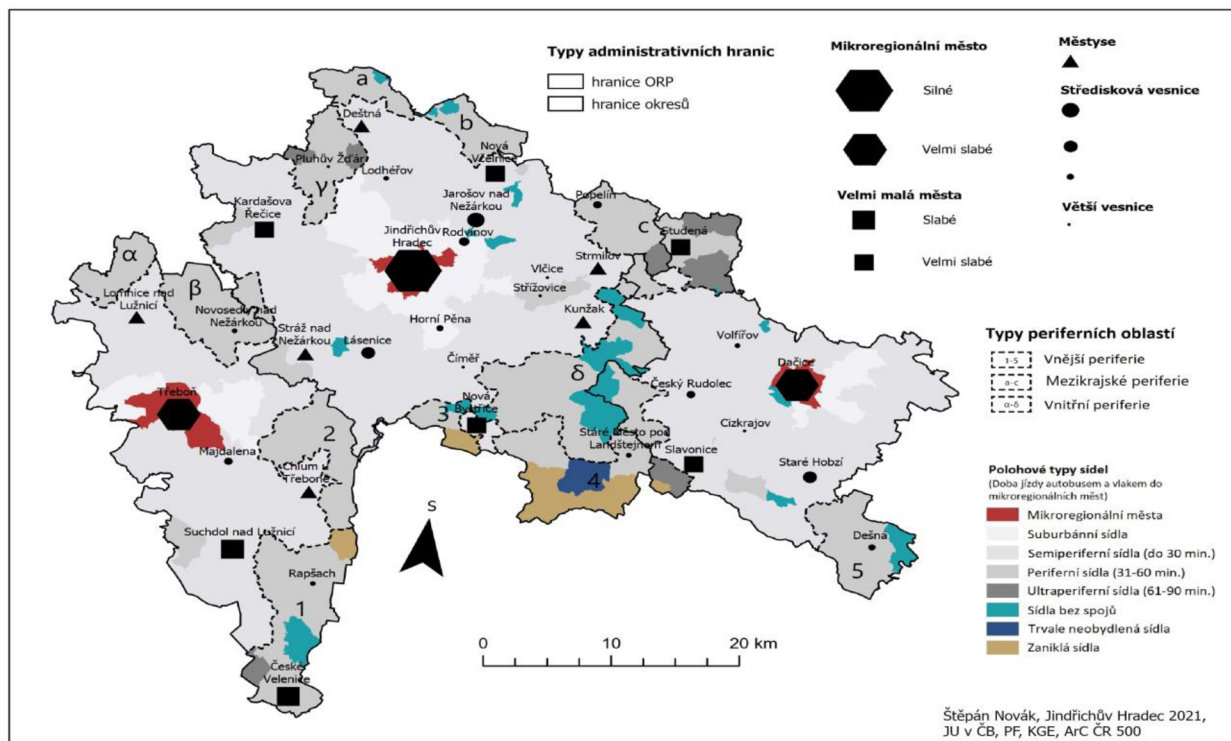 Typy administrativních hranic
hranice ORP
hranice okresů
Mikroregionální město
Silné
Velmi slabé
Velmi malá města
Slabé
Velmi slabé
Městyse
Středisková vesnice
Větší vesnice
Typy periferních oblastí
1-5 Vnější periferie
a-c Mezikrajské periferie
α-δ Vnitřní periferie
Polohové typy sídel
(Doba jízdy autobusem a vlakem do
mikroregionálních měst)
Mikroregionální města
Suburbánní sídla
Semiperiferní sídla (do 30 min.)
Periferní sídla (31-60 min.)
Ultraperiferní sídla (61-90 min.)
Sídla bez spojů
Trvale neobydlená sídla
Zaniklá sídla
a
b
Deštná
Nová
Včelnice
Pluhův Žďár
Lodhéřov
γ
Popelín
Kardašova
Řečice
Jarošov nad
Nežárkou
c
Studená
Jindřichův
Hradec
Rodvínov
α
Strmilov
Vlčice
Střížovice
Lomnice nad
Lužnicí
β
Novosedly nad
Nežárkou
Stráž nad
Nežárkou
Horní Pěna
Kunžak
Volfířov
Lásenice
Číměř
δ
Dačice
Třeboň
Český Rudolec
Nová
Bystřice
3
2
Cizkrajov
Staré Město pod
Landštejnem
Slavonice
Majdalena
Chlum u
Třeboně
4
Staré Hobzí
S
Suchdol nad Lužnicí
Dešná
5
Rapšach
1
České
Velenice
0 10 20 km
Štěpán Novák, Jindřichův Hradec 2021,
JU v ČB, PF, KGE, ArC ČR 500